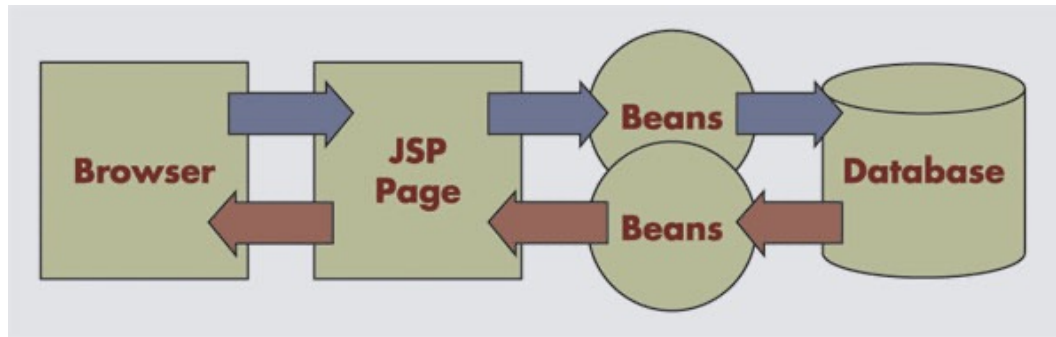 Browser
JSP
Page
Beans
Beans
Database